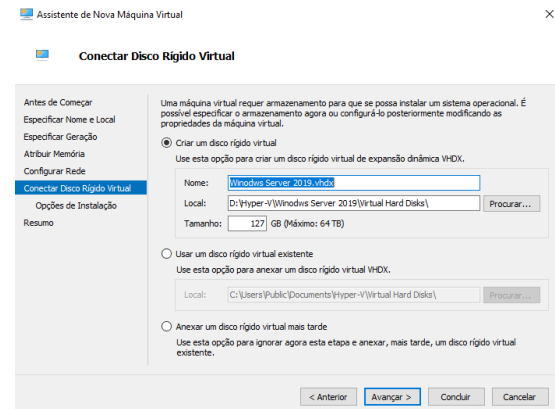 Assistente de Nova Máquina Virtual
Conectar Disco Rígido Virtual
Antes de Começar
Especificar Nome e Local
Especificar Geração
Atribuir Memória
Configurar Rede
Conectar Disco Rígido Virtual
Opções de Instalação
Resumo
Uma máquina virtual requer armazenamento para que se possa instalar um sistema operacional. É
possível especificar o armazenamento agora ou configurá-lo posteriormente modificando as
propriedades da máquina virtual.
Criar um disco rígido virtual
Use esta opção para criar um disco rígido virtual de expansão dinâmica VHDX.
Nome: Winodws Server 2019.vhdx
Local: D:\Hyper-V\Winodws Server 2019\Virtual Hard Disks\ Procurar...
Tamanho: 127 GB (Máximo: 64 TB)
Usar um disco rígido virtual existente
Use esta opção para anexar um disco rígido virtual VHDX.
Local: C:\Users\Public\Documents\Hyper-V\Virtual Hard Disks\ Procurar...
Anexar um disco rígido virtual mais tarde
Use esta opção para ignorar agora esta etapa e anexar, mais tarde, um disco rígido virtual
existente.
< Anterior Avançar > Concluir Cancelar